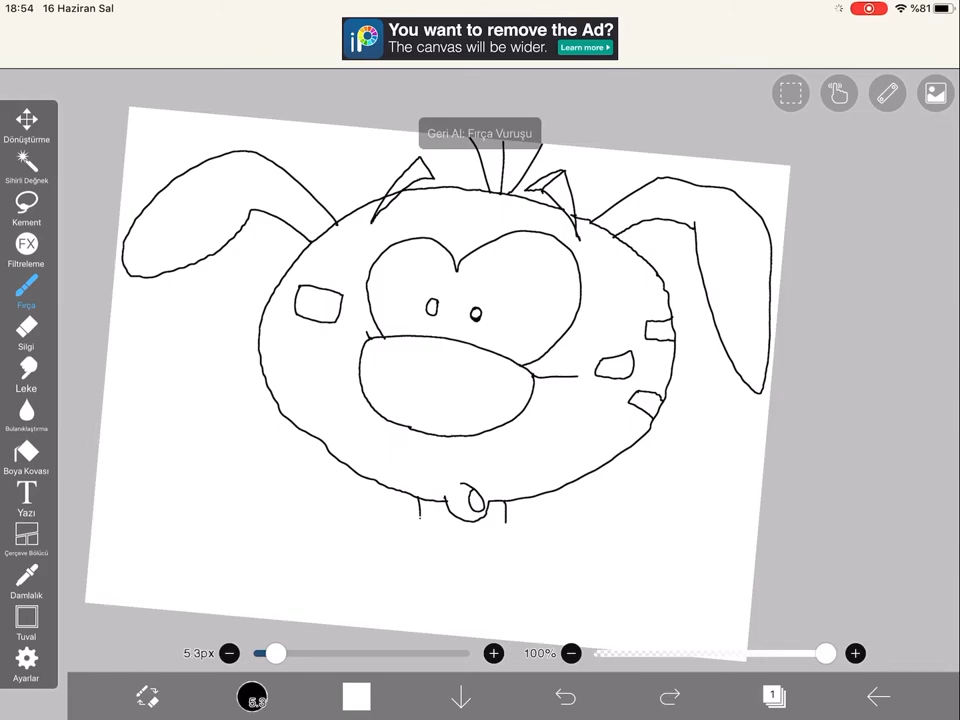 18:54 16 Haziran Sal
%81
You want to remove the Ad?
The canvas will be wider.
Learn more
iP
Geri Al: Fırça Vuruşu
Dönüştürme
Sihirli Değnek
Kement
FX
Filtreleme
Fırça
Silgi
Leke
Bulanıklaştırma
Boya Kovası
T
Yazı
Çerçeve Bölücü
Damlalık
Tuval
Ayarlar
5.3px
100%
5.3
1